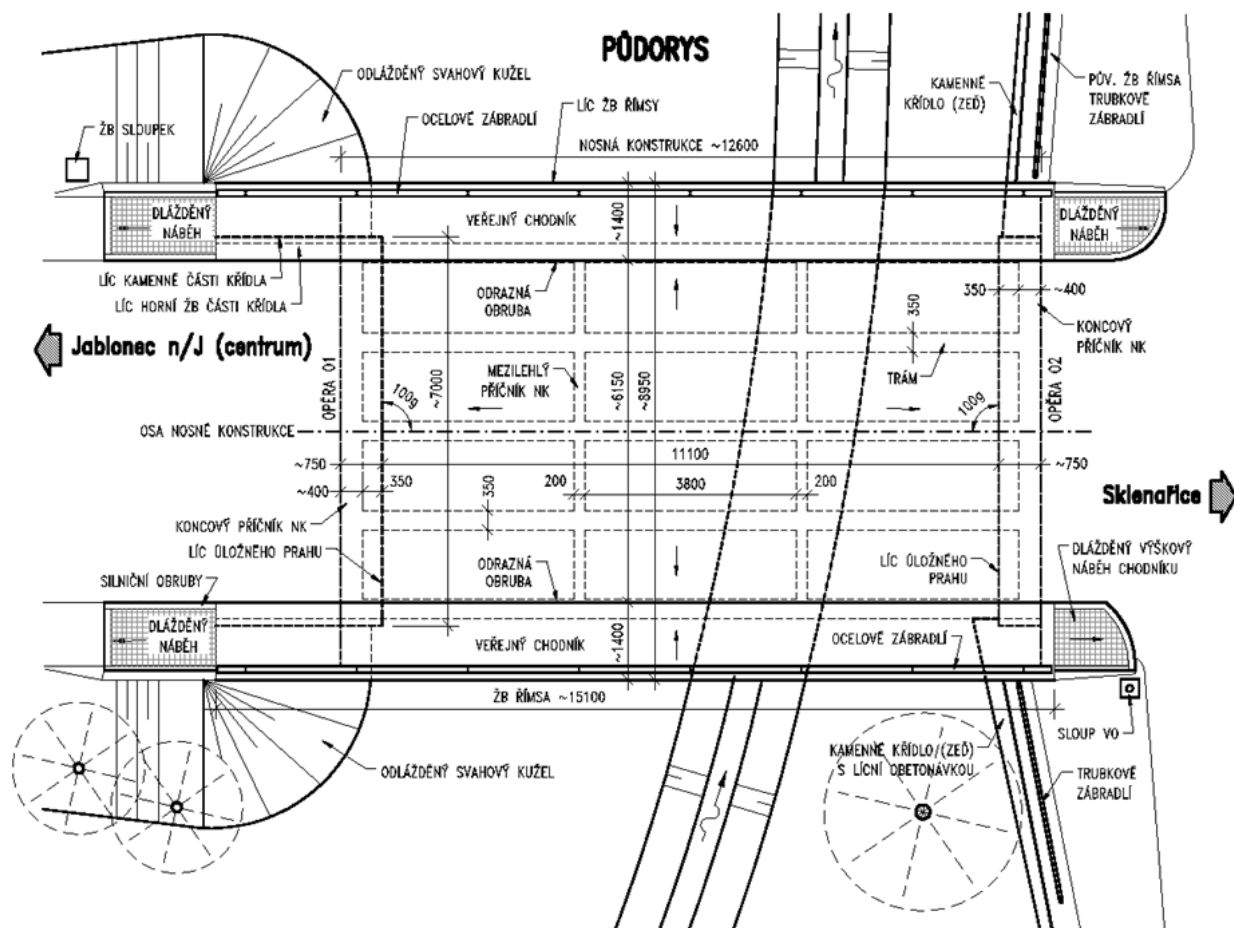 PŮDORYS
ODLÁŽDĚNÝ SVAHOVÝ KUŽEL
LÍC ŽB ŘÍMSY
OCELOVÉ ZÁBRADLÍ
ŽB SLOUPEK
NOSNÁ KONSTRUKCE ~12600
KAMENNÉ
KŘÍDLO (ZEĎ)
PŮV. ŽB ŘÍMSA
TRUBKOVÉ
ZÁBRADLÍ
DLÁŽDĚNÝ
NÁBĚH
VEŘEJNÝ CHODNÍK
~1400
DLÁŽDĚNÝ
NÁBĚH
LÍC KAMENNÉ ČÁSTI KŘÍDLA
LÍC HORNÍ ŽB ČÁSTI KŘÍDLA
ODRAZNÁ
OBRUBA
350
350
~400
KONCOVÝ
PŘÍČNÍK NK
Jablonec n/J (centrum)
OPĚRA 01
100g
~7000
MEZILEHLÝ
PŘÍČNÍK NK
~6150
~8950
TRÁM
100g
OPĚRA 02
OSA NOSNÉ KONSTRUKCE
~750
11100
~750
~400
350
350
200
3800
200
Sklenařice
KONCOVÝ PŘÍČNÍK NK
LÍC ÚLOŽNÉHO PRAHU
SILNIČNÍ OBRUBY
ODRAZNÁ
OBRUBA
LÍC ÚLOŽNÉHO
PRAHU
DLÁŽDĚNÝ VÝŠKOVÝ
NÁBĚH CHODNÍKU
DLÁŽDĚNÝ
NÁBĚH
VEŘEJNÝ CHODNÍK
~1400
OCELOVÉ ZÁBRADLÍ
ŽB ŘÍMSA ~15100
SLOUP VO
ODLÁŽDĚNÝ SVAHOVÝ KUŽEL
KAMENNÉ KŘÍDLO/(ZEĎ)
S LÍCNÍ OBETONÁVKOU
TRUBKOVÉ
ZÁBRADLÍ